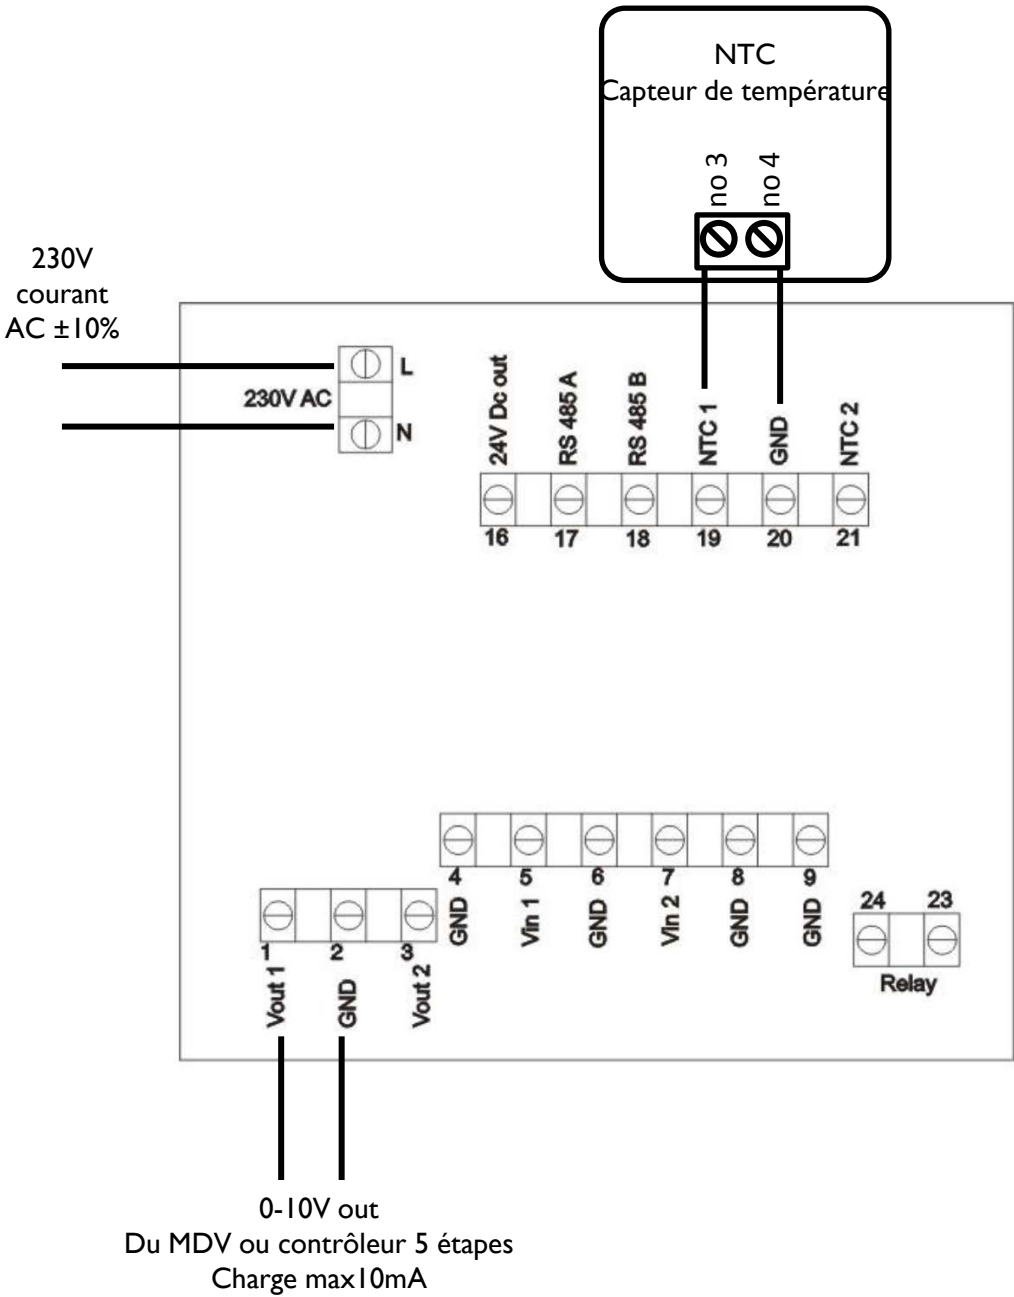 NTC
Capteur de température
no 3
no 4
230V
courant
AC ±10%
L
230V AC
N
24V Dc out
RS 485 A
RS 485 B
NTC 1
GND
NTC 2
16 17 18 19 20 21
4 5 6 7 8 9
GND
Vin 1
GND
Vin 2
GND
GND
24 23
Relay
1 2 3
Vout 1
GND
Vout 2
0-10V out
Du MDV ou contrôleur 5 étapes
Charge max10mA